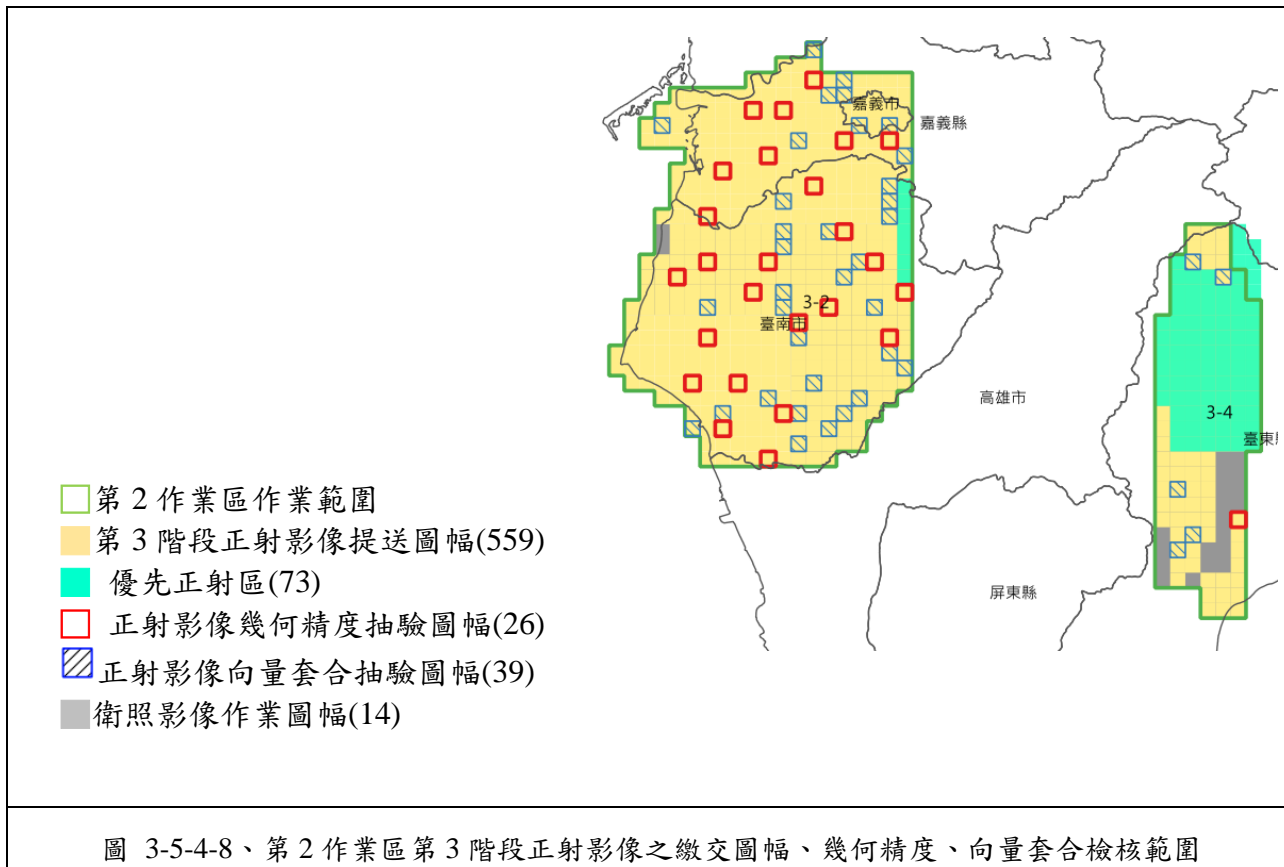 嘉義市
嘉義縣
3-2
臺南市
高雄市
3-4
臺東縣
屏東縣
第 2 作業區作業範圍
第 3 階段正射影像提送圖幅(559)
優先正射區(73)
正射影像幾何精度抽驗圖幅(26)
正射影像向量套合抽驗圖幅(39)
衛照影像作業圖幅(14)
圖 3-5-4-8、第 2 作業區第 3 階段正射影像之繳交圖幅、幾何精度、向量套合檢核範圍